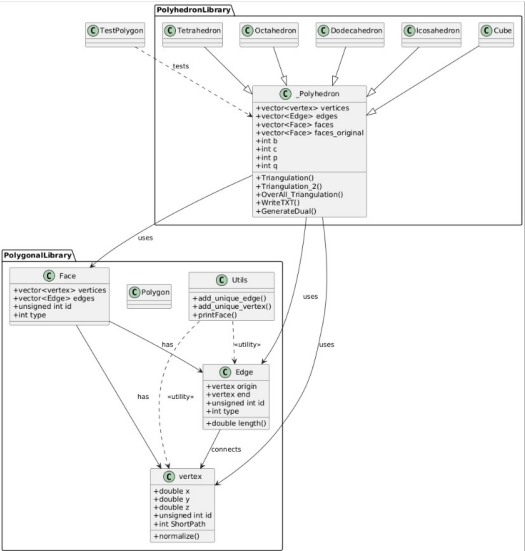 PolyhedronLibrary
C TestPolygon
C Tetrahedron
C Octahedron
C Dodecahedron
C Icosahedron
C Cube
tests
C _Polyhedron
+vector<vertex> vertices
+vector<Edge> edges
+vector<Face> faces
+vector<Face> faces_original
+int b
+int c
+int p
+int q
+Triangulation()
+Triangulation_2()
+OverAll_Triangulation()
+WriteTXT()
+GenerateDual()
uses
PolygonalLibrary
C Face
+vector<vertex> vertices
+vector<Edge> edges
+unsigned int id
+int type
C Polygon
C Utils
+add_unique_edge()
+add_unique_vertex()
+printFace()
uses
has
«utility»
uses
C Edge
+vertex origin
+vertex end
+unsigned int id
+int type
+double length()
has
«utility»
connects
C vertex
+double x
+double y
+double z
+unsigned int id
+int ShortPath
+normalize()